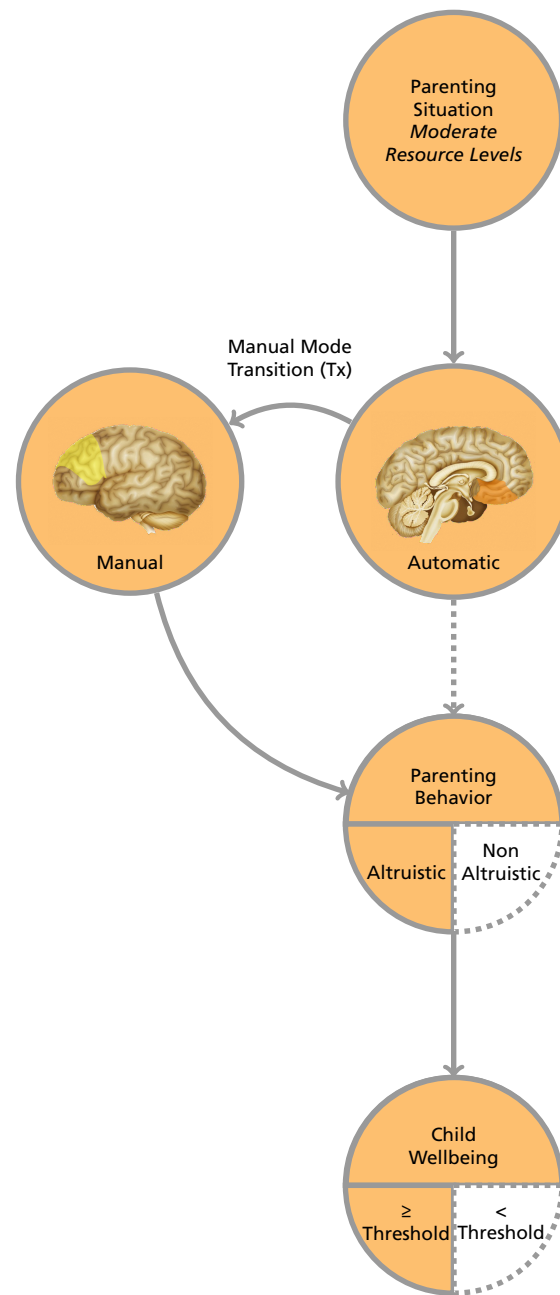 Parenting
Situation
Moderate
Resource Levels
Manual Mode
Transition (Tx)
Manual
Automatic
Parenting
Behavior
Altruistic
Non
Altruistic
Child
Wellbeing
≥
Threshold
<
Threshold